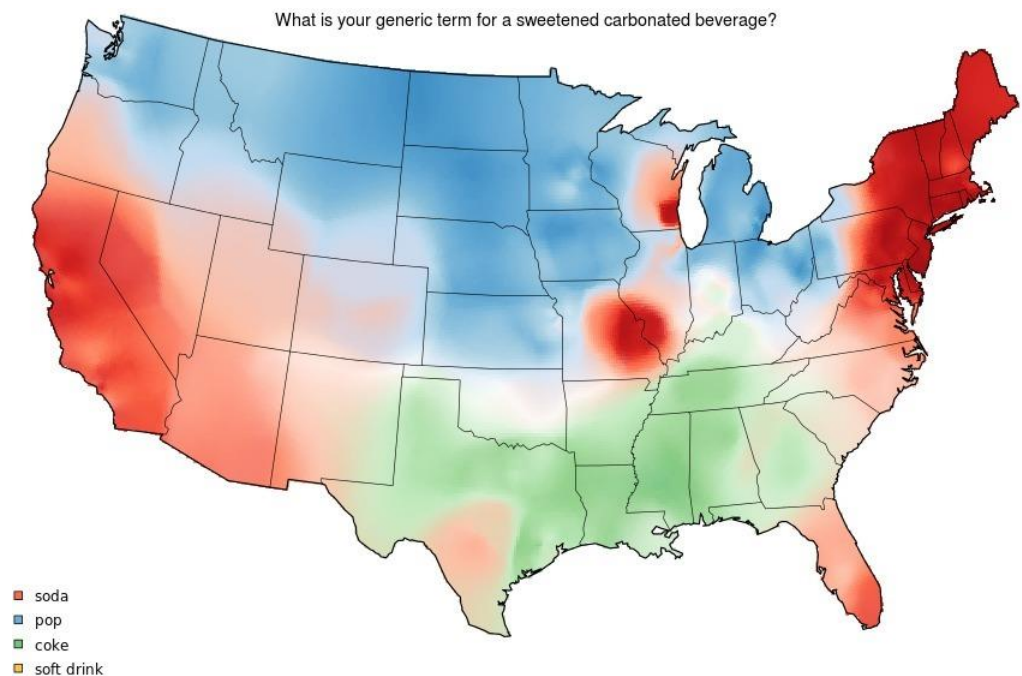 What is your generic term for a sweetened carbonated beverage?
soda
pop
coke
soft drink